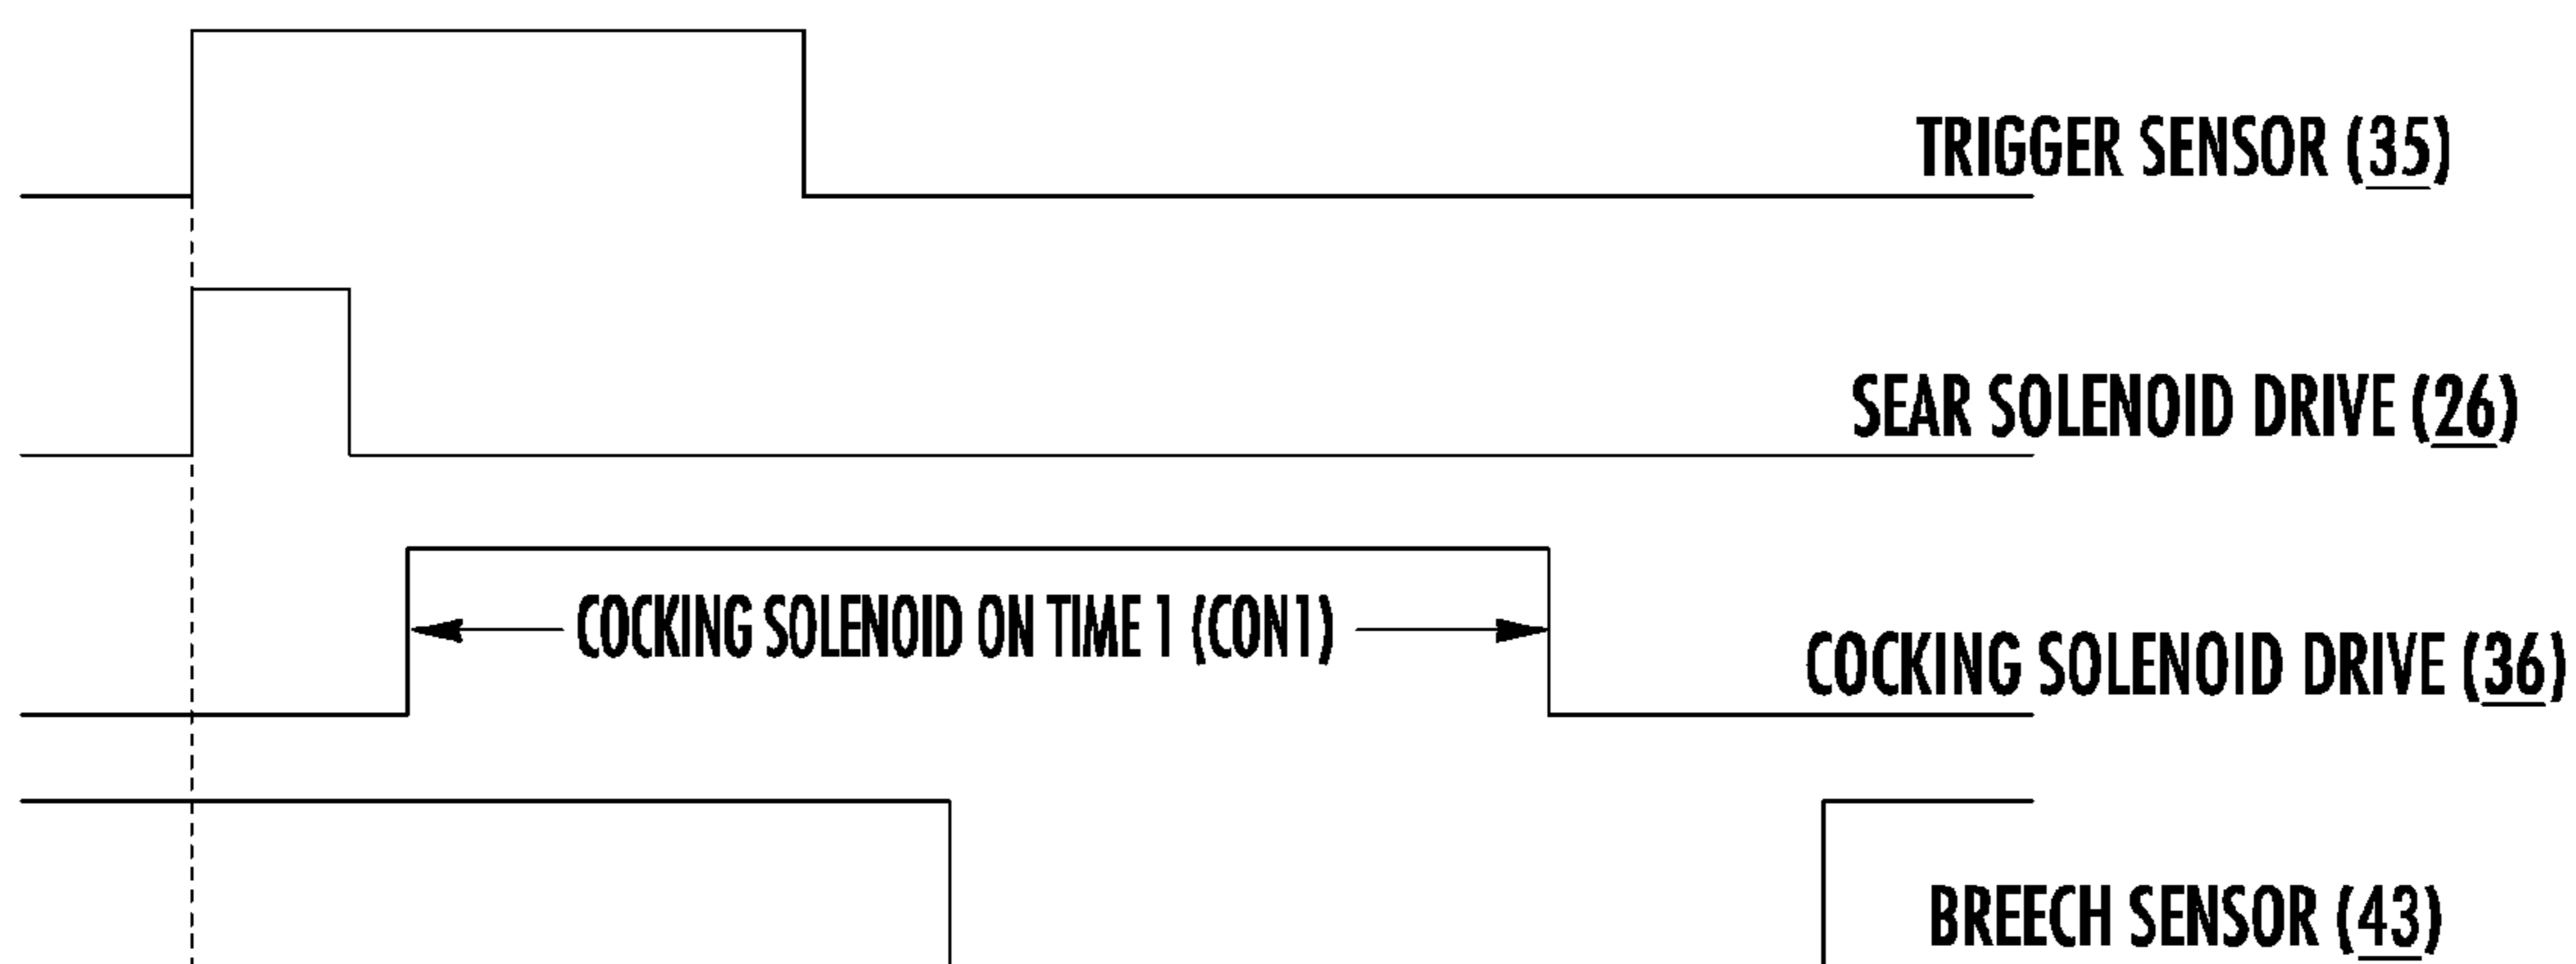 TRIGGER SENSOR (35)
SEAR SOLENOID DRIVE (26)
COCKING SOLENOID ON TIME 1 (CON1)
COCKING SOLENOID DRIVE (36)
BREECH SENSOR (43)